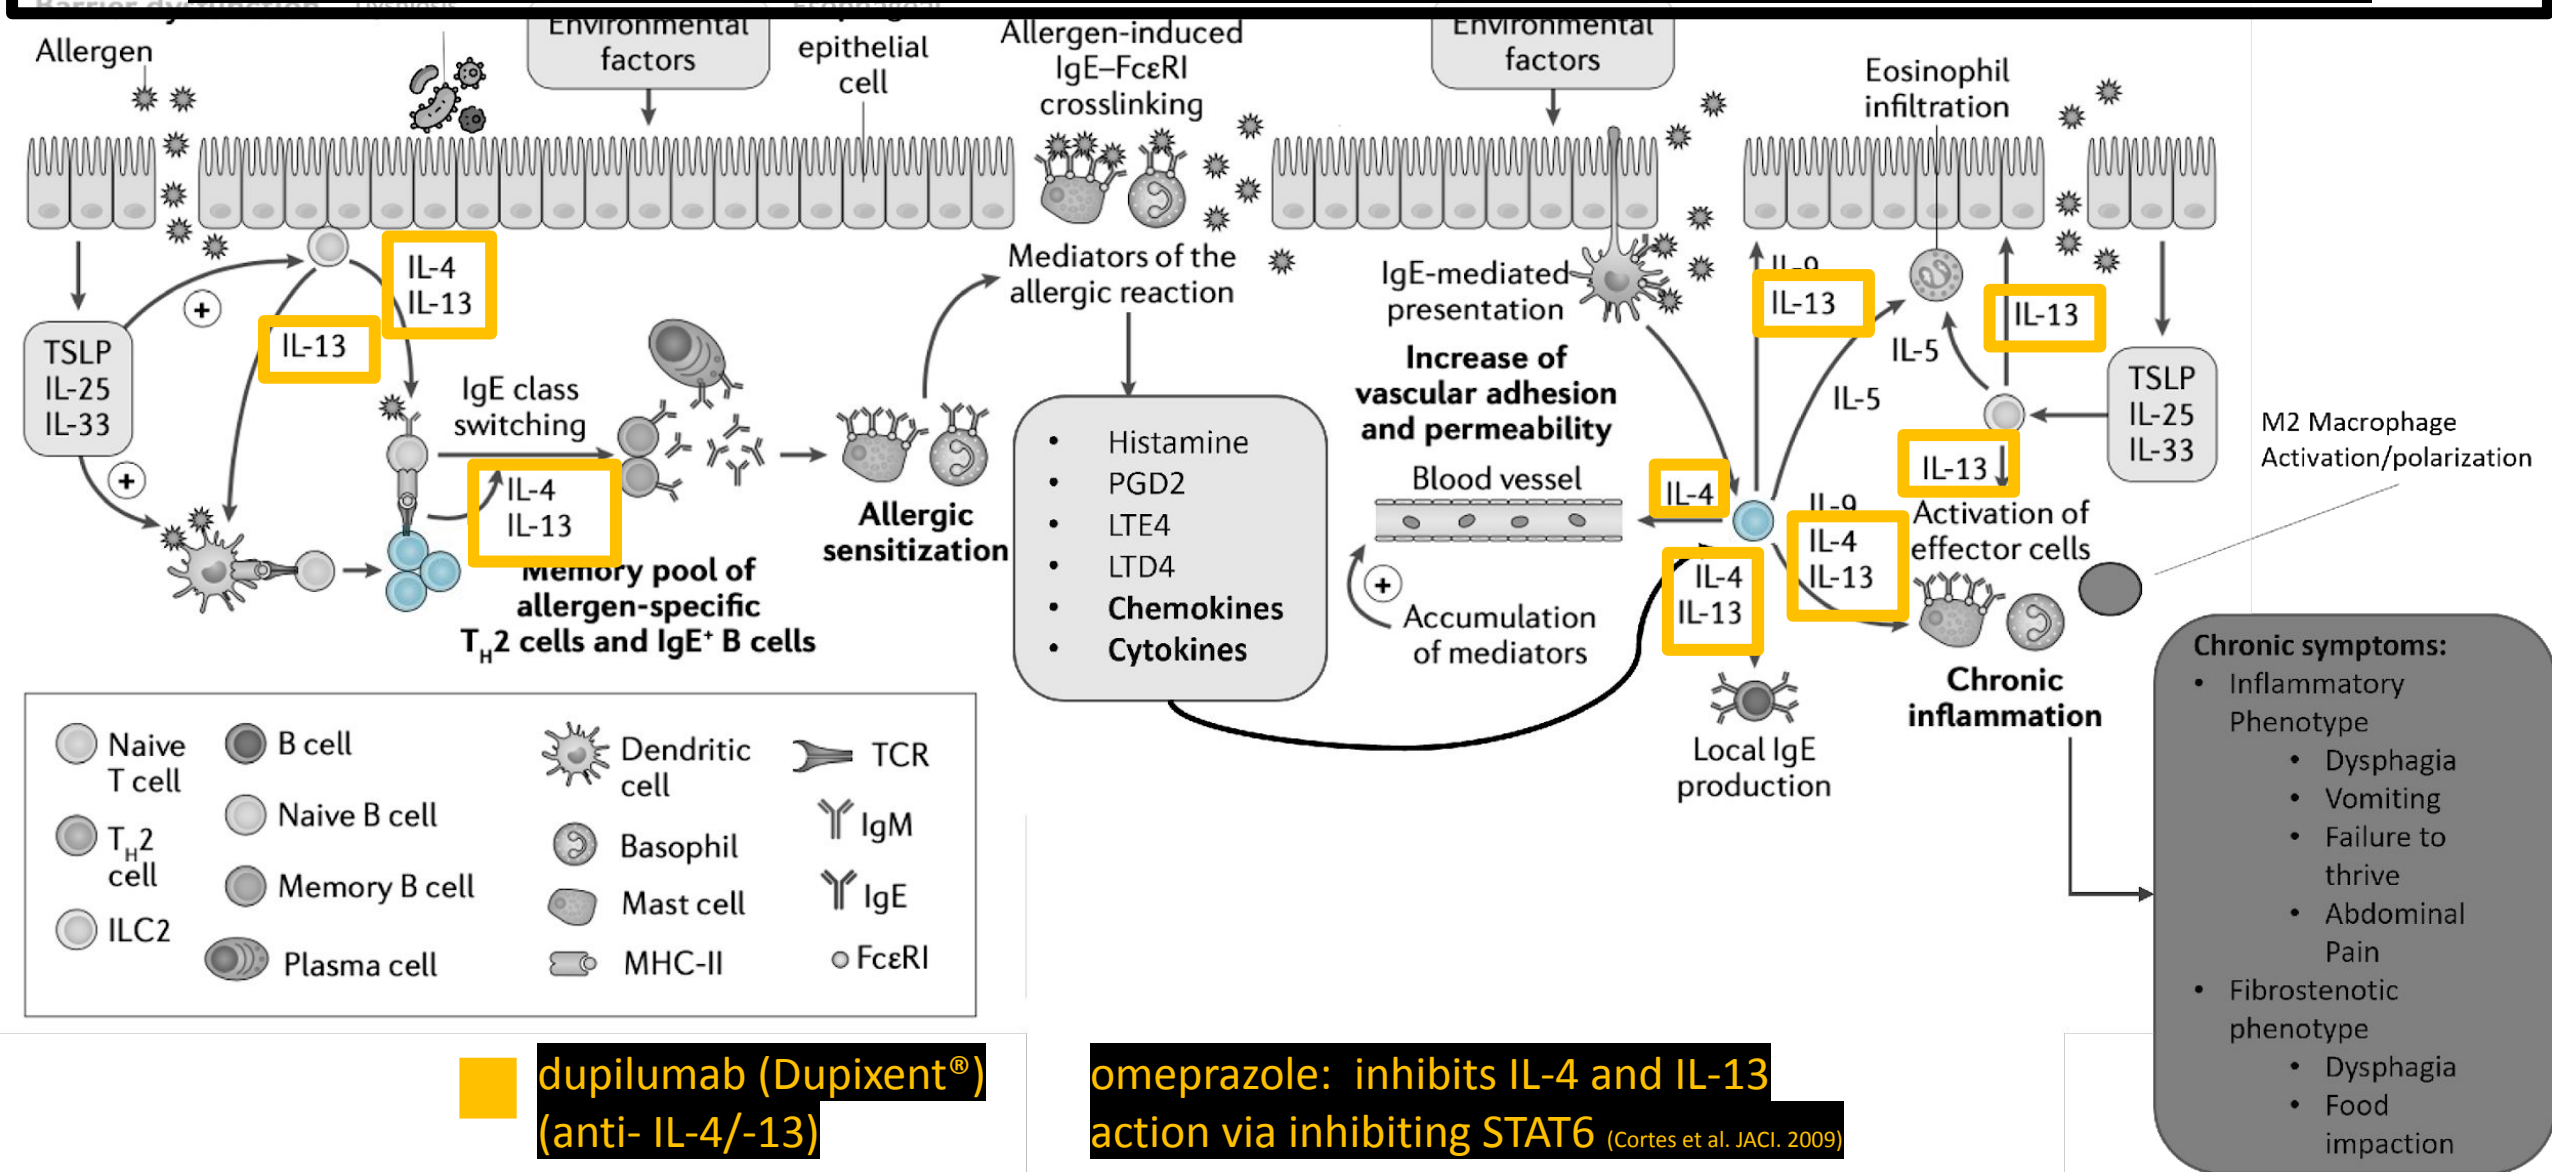 Barrier dysfunction
Dysbiosis
Allergen
Environmental
factors
epithelial
cell
Allergen-induced
IgE–FcεRI
crosslinking
Environmental
factors
Eosinophil
infiltration
IL-4
IL-13
IL-13
+
TSLP
IL-25
IL-33
+
IgE class
switching
IL-4
IL-13
Memory pool of
allergen-specific
TH2 cells and IgE+ B cells
Allergic
sensitization
Mediators of the
allergic reaction
• Histamine
• PGD2
• LTE4
• LTD4
• Chemokines
• Cytokines
IgE-mediated
presentation
Increase of
vascular adhesion
and permeability
Blood vessel
+
Accumulation
of mediators
IL-9
IL-13
IL-5
IL-5
IL-13
TSLP
IL-25
IL-33
IL-13
IL-4
IL-9
IL-4
IL-13
IL-4
IL-13
Activation of
effector cells
Local IgE
production
Chronic
inflammation
M2 Macrophage
Activation/polarization
Chronic symptoms:
• Inflammatory
Phenotype
• Dysphagia
• Vomiting
• Failure to
thrive
• Abdominal
Pain
• Fibrostenotic
phenotype
• Dysphagia
• Food
impaction
Naive
T cell
TH2
cell
ILC2
B cell
Naive B cell
Memory B cell
Plasma cell
Dendritic
cell
Basophil
Mast cell
MHC-II
TCR
IgM
IgE
FcεRI
dupilumab (Dupixent®)
(anti- IL-4/-13)
omeprazole: inhibits IL-4 and IL-13
action via inhibiting STAT6 (Cortes et al. JACI. 2009)